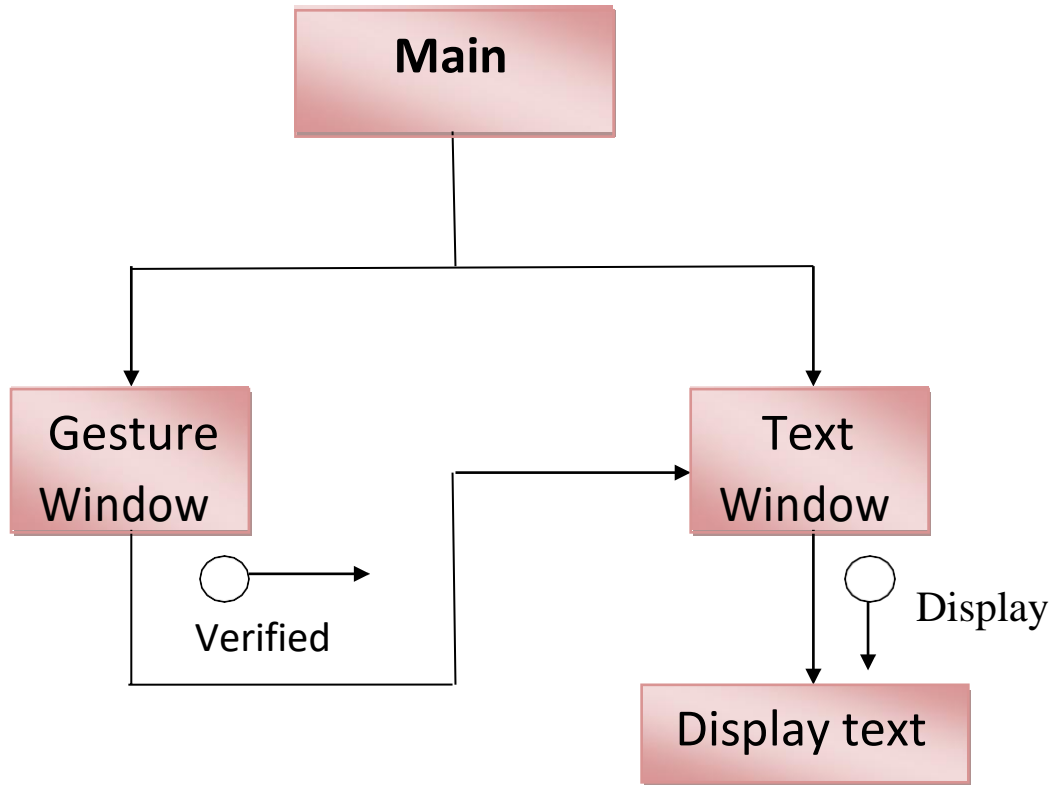 Main
Gesture
Window
Text
Window
Verified
Display
Display text